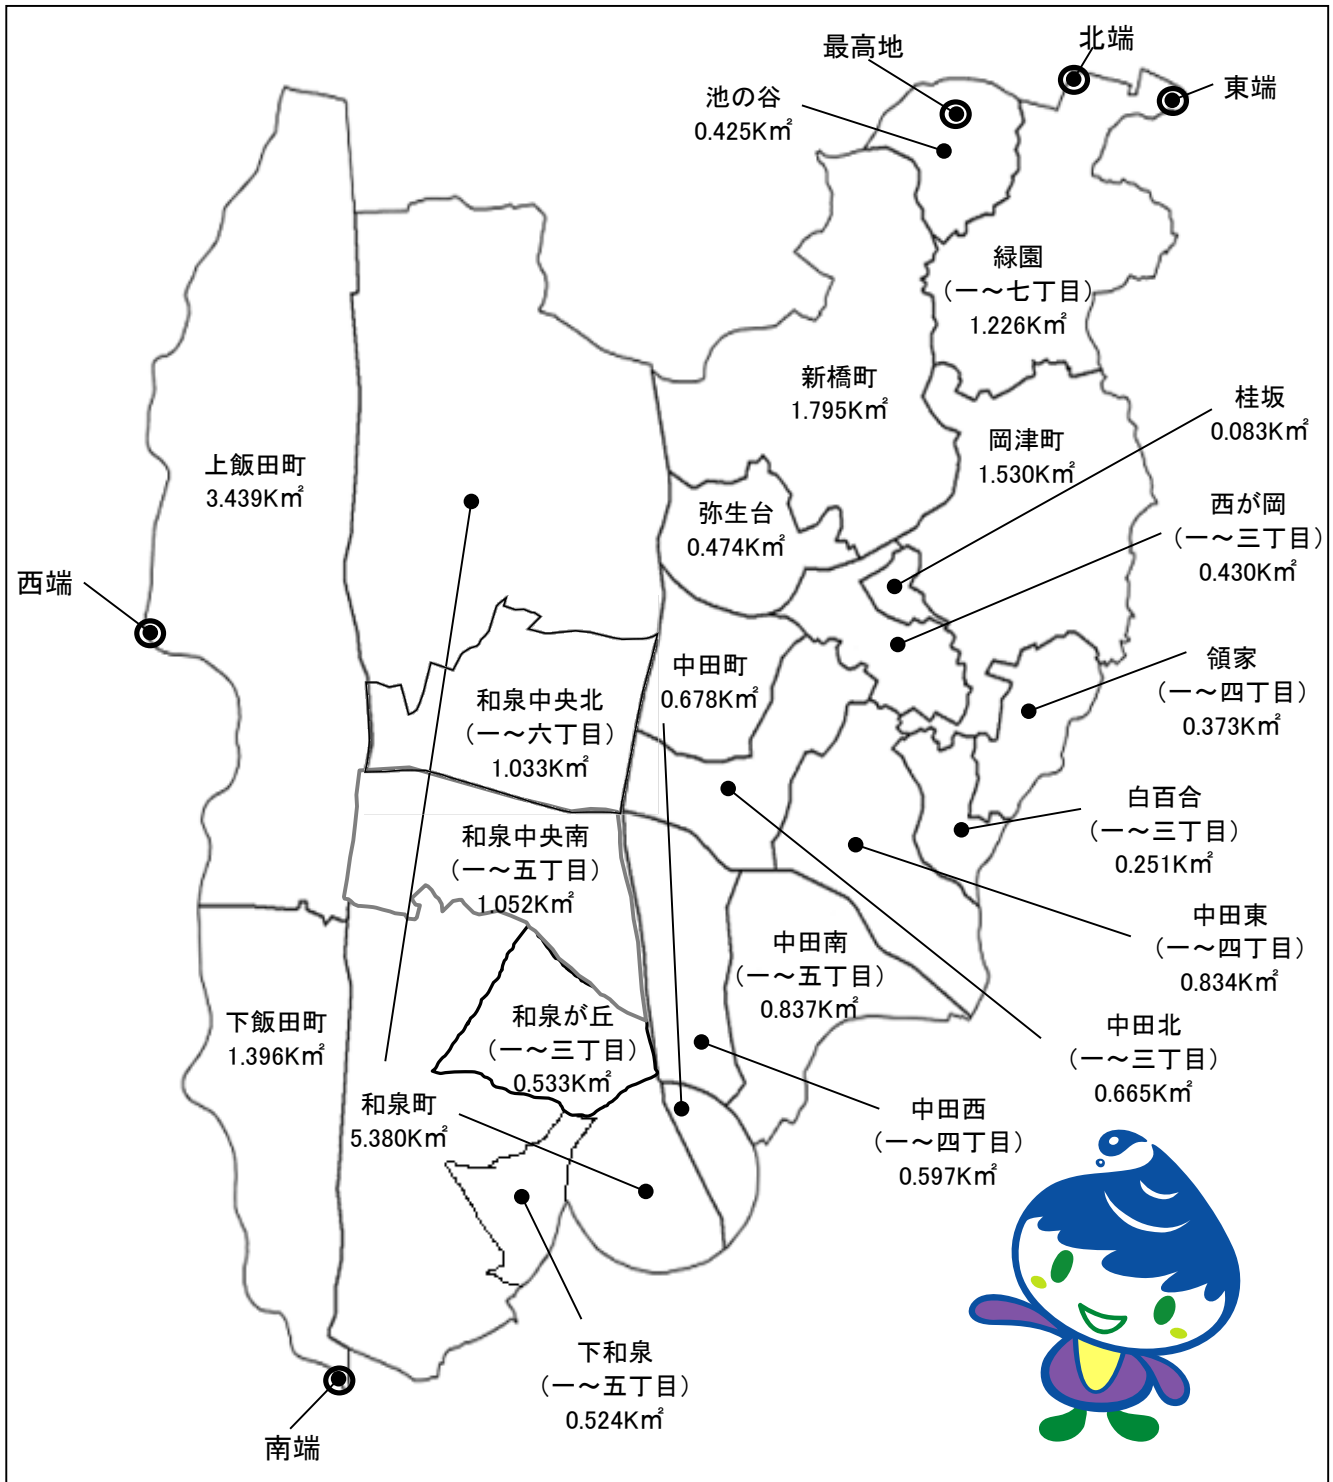 最高地
北端
東端
池の谷
0.425K㎡
緑園
（一～七丁目）
1.226K㎡
新橋町
1.795K㎡
桂坂
0.083K㎡
岡津町
1.530K㎡
上飯田町
3.439K㎡
弥生台
0.474K㎡
西が岡
（一～三丁目）
0.430K㎡
西端
中田町
0.678K㎡
領家
（一～四丁目）
0.373K㎡
和泉中央北
（一～六丁目）
1.033K㎡
白百合
（一～三丁目）
0.251K㎡
和泉中央南
（一～五丁目）
1.052K㎡
中田東
（一～四丁目）
0.834K㎡
中田南
（一～五丁目）
0.837K㎡
下飯田町
1.396K㎡
和泉が丘
（一～三丁目）
0.533K㎡
中田北
（一～三丁目）
0.665K㎡
和泉町
5.380K㎡
中田西
（一～四丁目）
0.597K㎡
下和泉
（一～五丁目）
0.524K㎡
南端